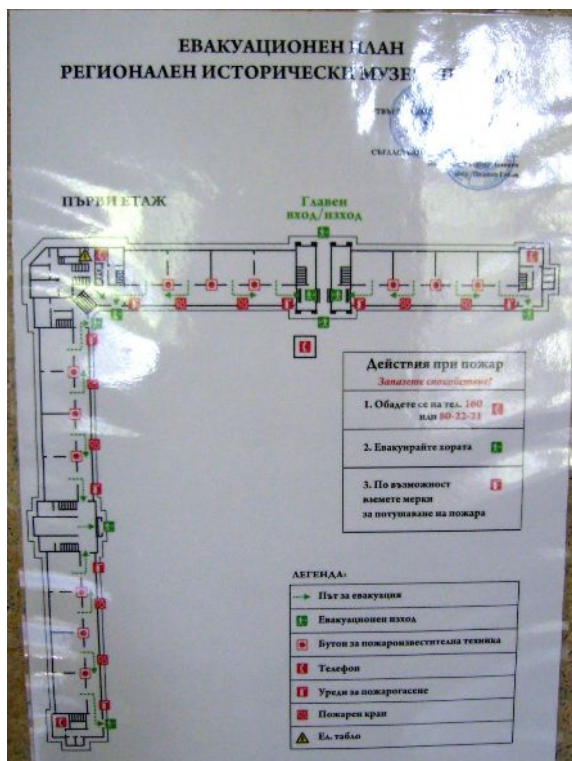 ЕВАКУАЦИОНЕН ПЛАН
РЕГИОНАЛЕН ИСТОРИЧЕСКИ
ПЪРВИ ЕТАЖ
Главен
вход/изход
Действия при пожар
Запазете спокойствие!
1. Обадете се на тел. 160
или 80-22-21
2. Евакуирайте хората
3. По възможност
вземете мерки
за потушаване на пожара
ЛЕГЕНДА:
Път за евакуация
Евакуационен изход
Бутон за пожароизвестителна техника
Телефон
Уреди за пожарогасене
Пожарен кран
Ел. табло